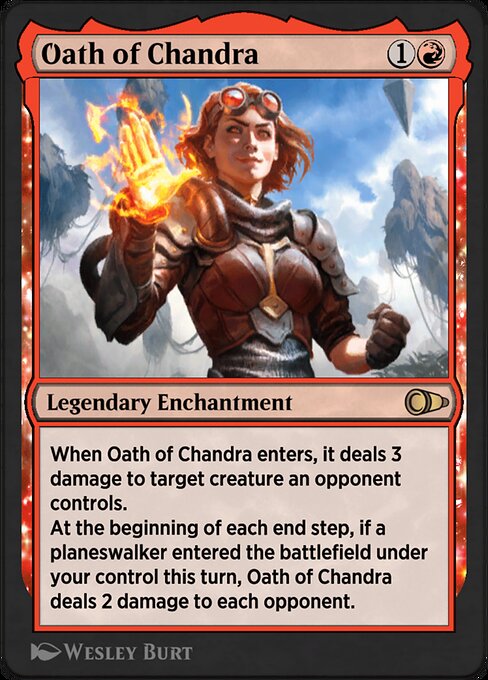 Oath of Chandra 1
Legendary Enchantment
When Oath of Chandra enters, it deals 3
damage to target creature an opponent
controls.
At the beginning of each end step, if a
planeswalker entered the battlefield under
your control this turn, Oath of Chandra
deals 2 damage to each opponent.
Wesley Burt